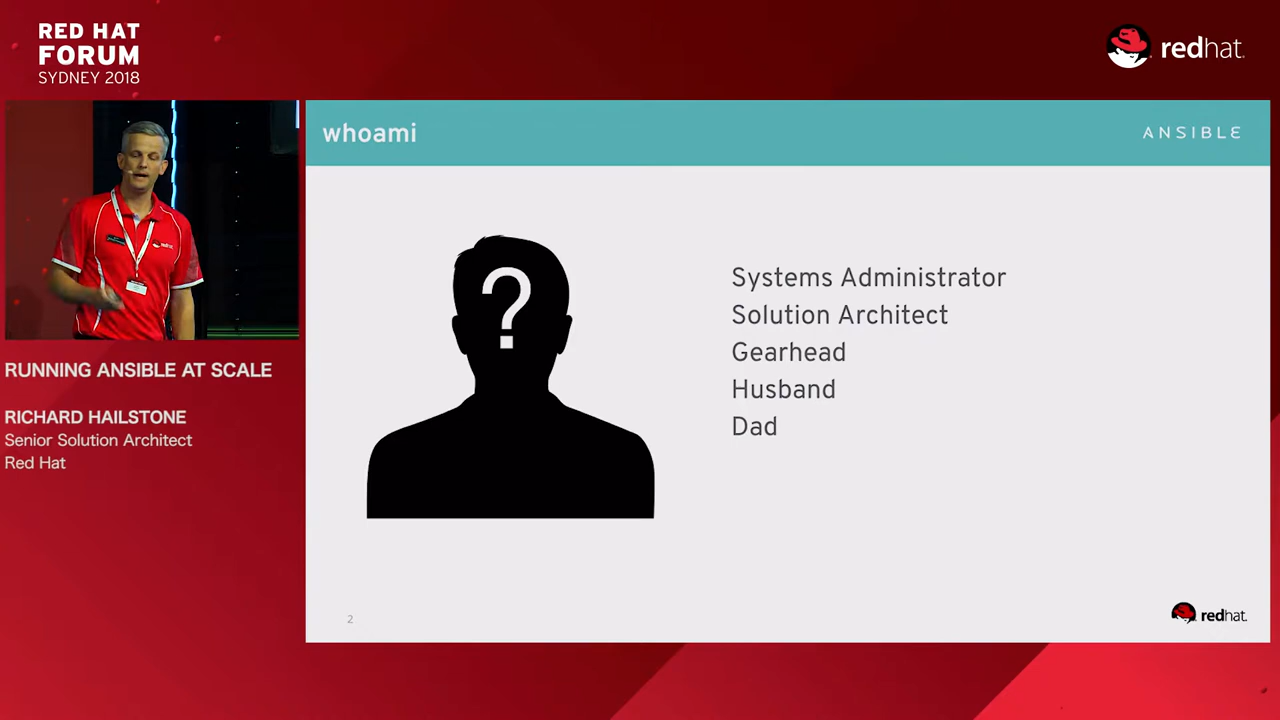 RED HAT
FORUM
SYDNEY 2018
redhat.
whoami
ANSIBLE
?
Systems Administrator
Solution Architect
Gearhead
Husband
Dad
redhat
RUNNING ANSIBLE AT SCALE
RICHARD HAILSTONE
Senior Solution Architect
Red Hat
2
redhat.